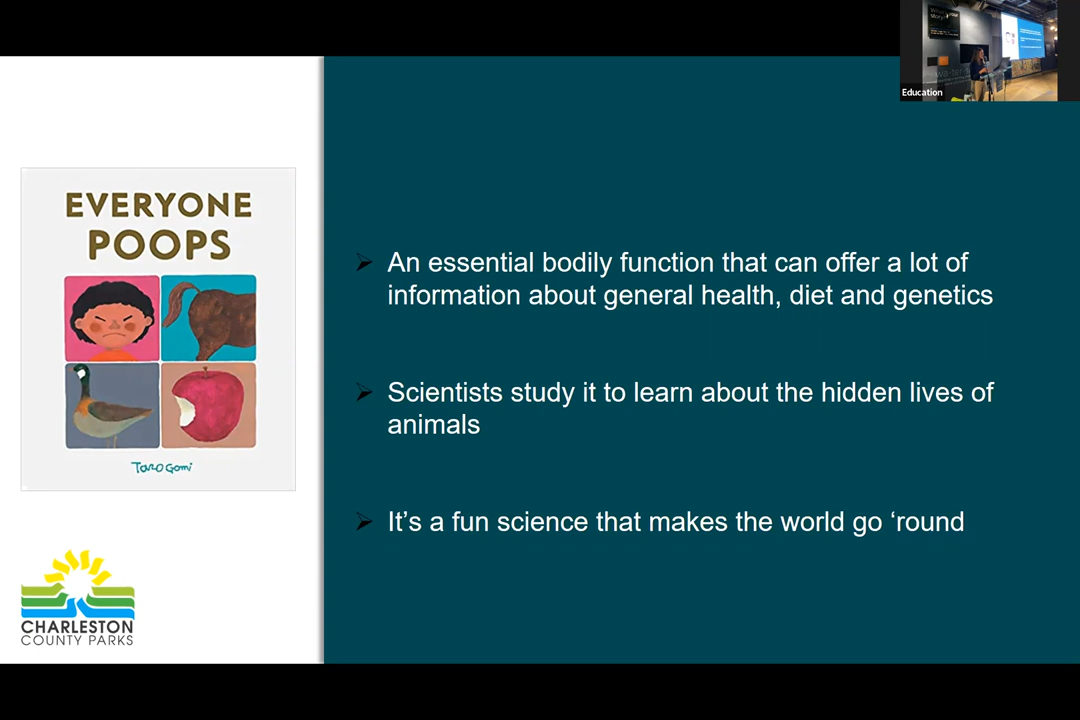 Education
EVERYONE
POOPS
Taro Gomi
CHARLESTON
COUNTY PARKS
➢ An essential bodily function that can offer a lot of
information about general health, diet and genetics
➢ Scientists study it to learn about the hidden lives of
animals
➢ It’s a fun science that makes the world go ‘round